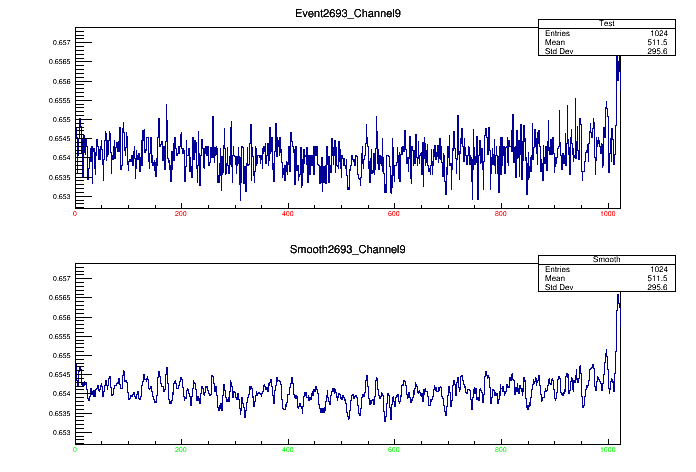 Event2693_Channel9
Test
Entries 1024
Mean 511.5
Std Dev 295.6
0.657
0.6565
0.656
0.6555
0.655
0.6545
0.654
0.6535
0.653
0 200 400 600 800 1000
Smooth2693_Channel9
Smooth
Entries 1024
Mean 511.5
Std Dev 295.6
0.657
0.6565
0.656
0.6555
0.655
0.6545
0.654
0.6535
0.653
0 200 400 600 800 1000